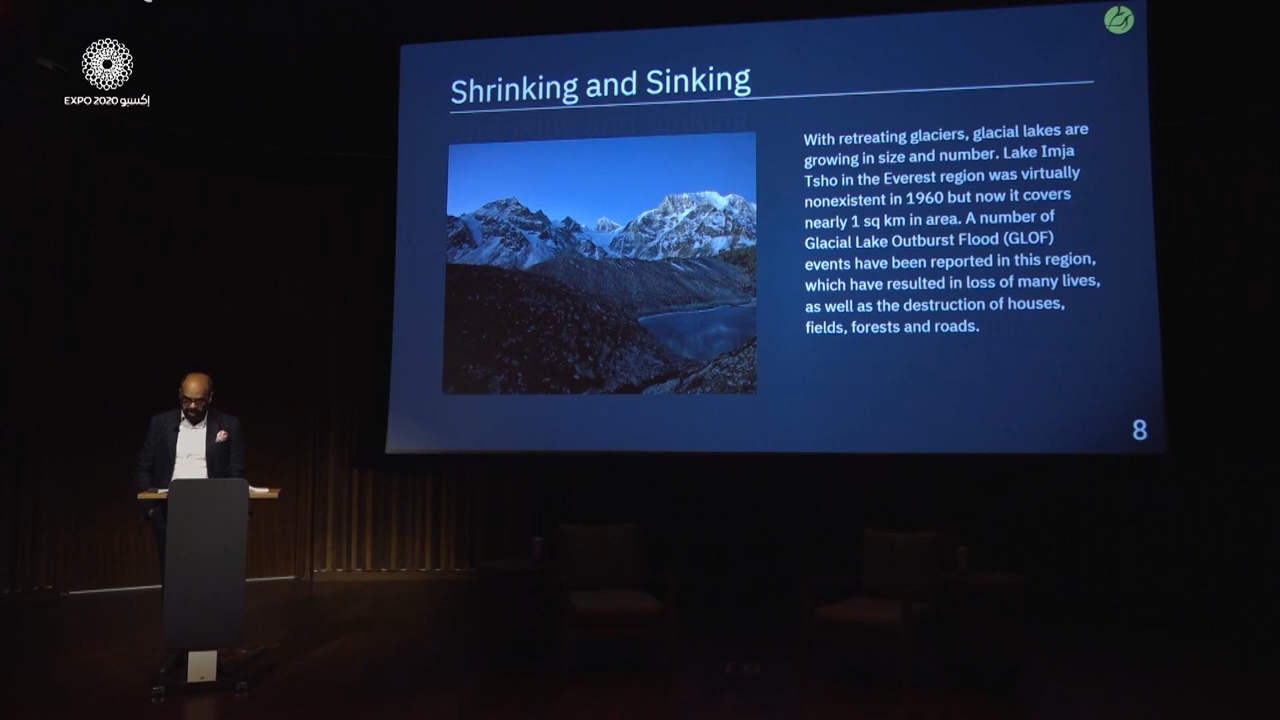 EXPO 2020 إكسبو
Shrinking and Sinking
With retreating glaciers, glacial lakes are
growing in size and number. Lake Imja
Tsho in the Everest region was virtually
nonexistent in 1960 but now it covers
nearly 1 sq km in area. A number of
Glacial Lake Outburst Flood (GLOF)
events have been reported in this region,
which have resulted in loss of many lives,
as well as the destruction of houses,
fields, forests and roads.
8